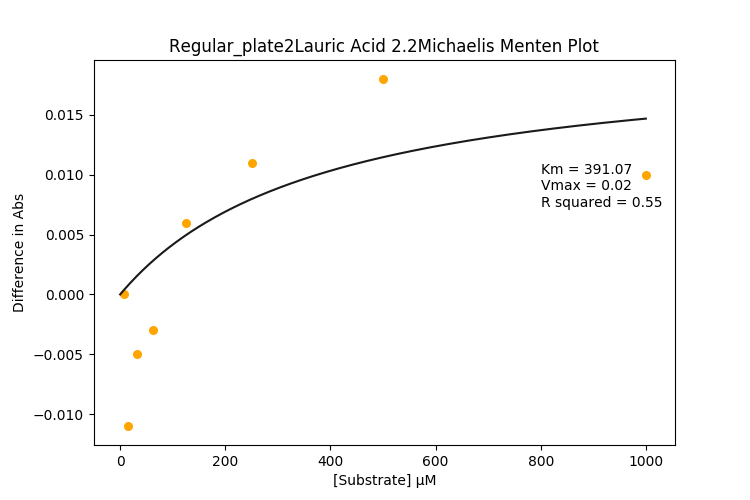 Regular_plate2Lauric Acid 2.2Michaelis Menten Plot
0.015
0.010
0.005
0.000
−0.005
−0.010
Difference in Abs
Km = 391.07
Vmax = 0.02
R squared = 0.55
0 200 400 600 800 1000
[Substrate] μM